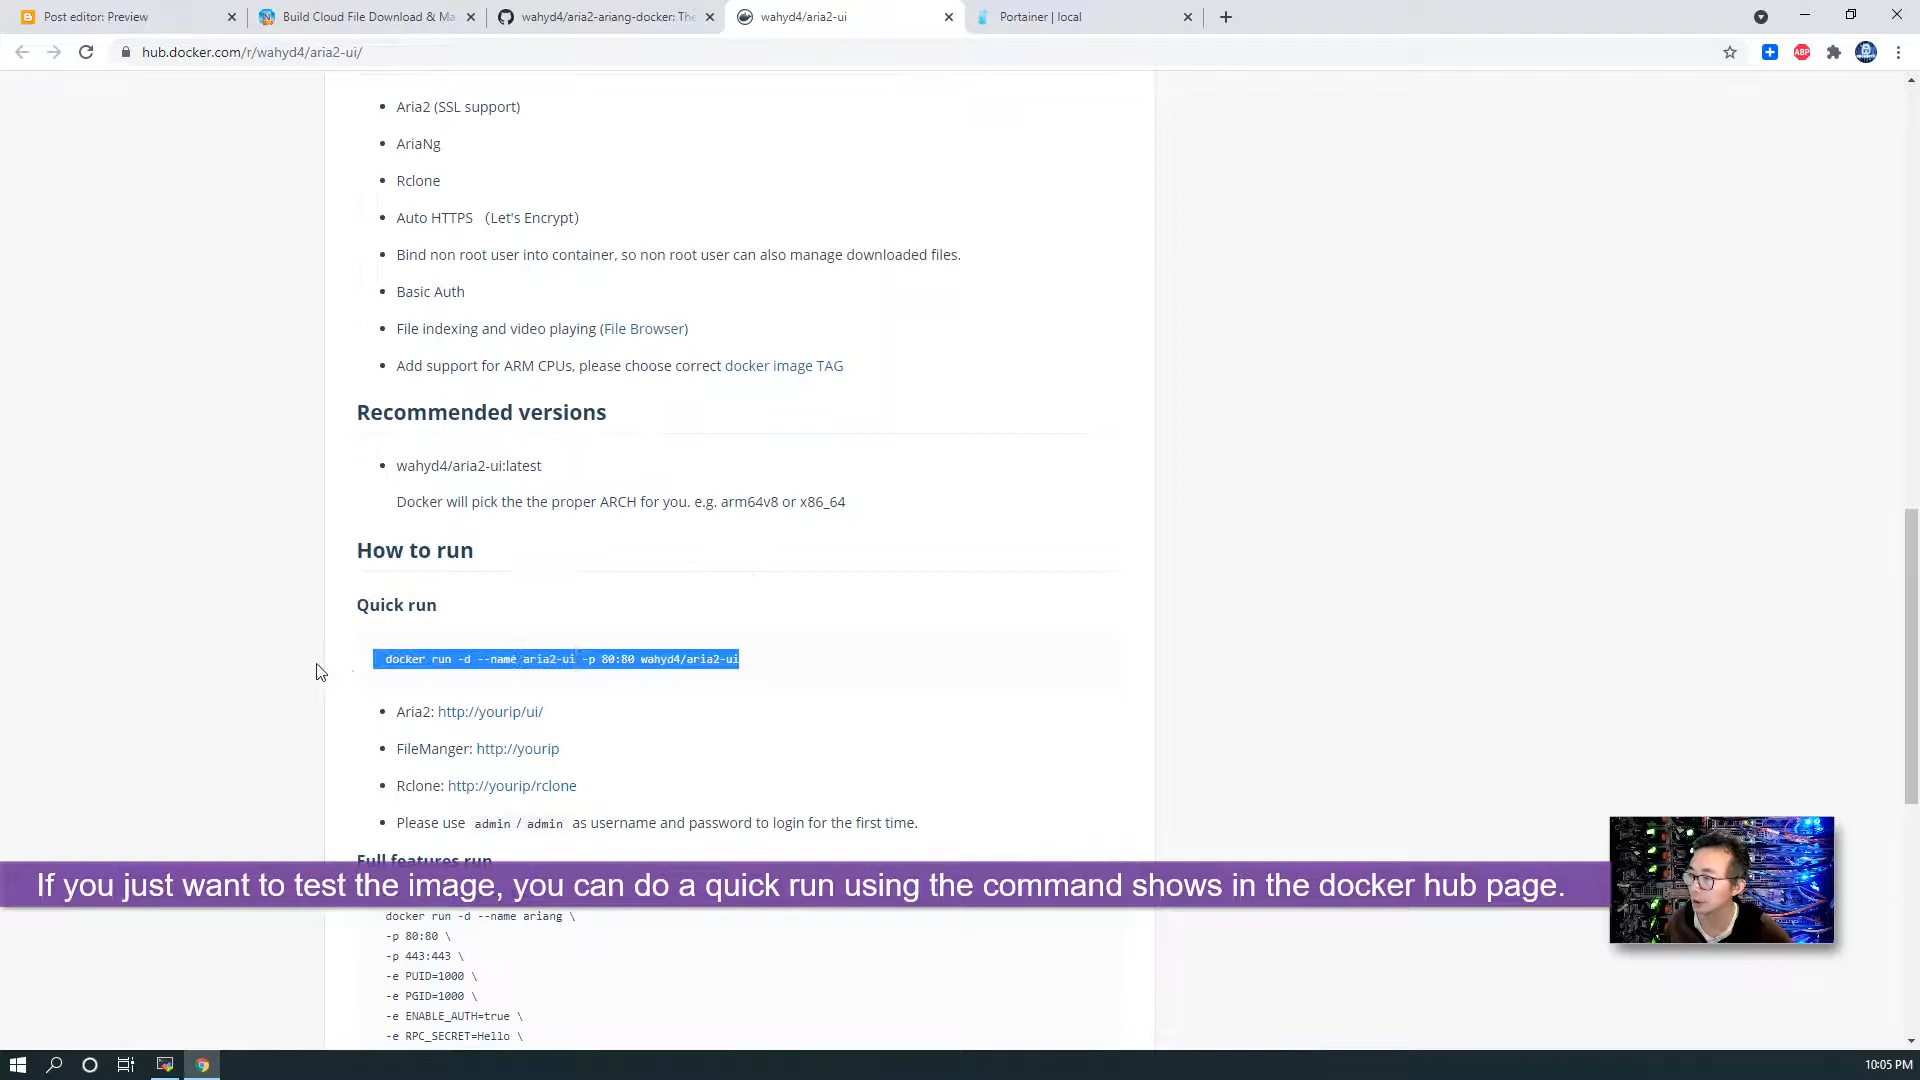 Post editor: Preview
Build Cloud File Download & Ma
wahyd4/aria2-ariang-docker: The
wahyd4/aria2-ui
Portainer | local
hub.docker.com/r/wahyd4/aria2-ui/
ABP
Aria2 (SSL support)
AriaNg
Rclone
Auto HTTPS （Let's Encrypt）
Bind non root user into container, so non root user can also manage downloaded files.
Basic Auth
File indexing and video playing (File Browser)
Add support for ARM CPUs, please choose correct docker image TAG
Recommended versions
wahyd4/aria2-ui:latest
Docker will pick the the proper ARCH for you. e.g. arm64v8 or x86_64
How to run
Quick run
docker run -d --name aria2-ui -p 80:80 wahyd4/aria2-ui
Aria2: http://yourip/ui/
FileManger: http://yourip
Rclone: http://yourip/rclone
Please use admin / admin as username and password to login for the first time.
Full features run
If you just want to test the image, you can do a quick run using the command shows in the docker hub page.
docker run -d --name ariang \
-p 80:80 \
-p 443:443 \
-e PUID=1000 \
-e PGID=1000 \
-e ENABLE_AUTH=true \
-e RPC_SECRET=Hello \
10:05 PM